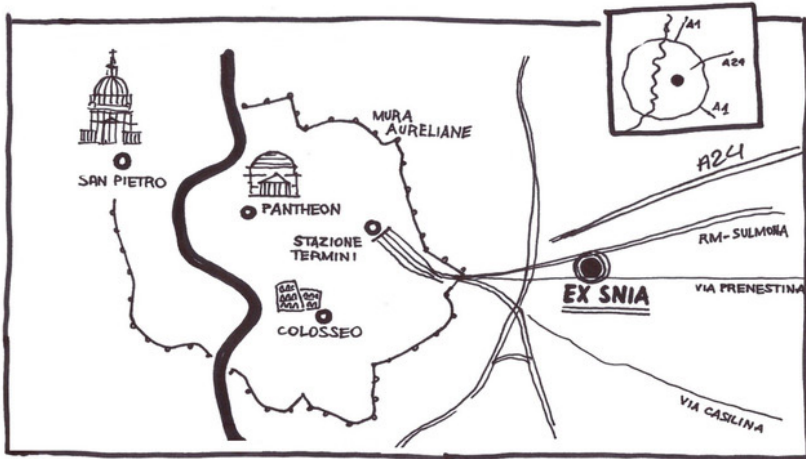 A1
A24
A1
MURA
AURELIANE
A24
SAN PIETRO
PANTHEON
RM-SULMONA
STAZIONE
TERMINI
EX SNIA
VIA PRENESTINA
COLOSSEO
VIA CASILINA